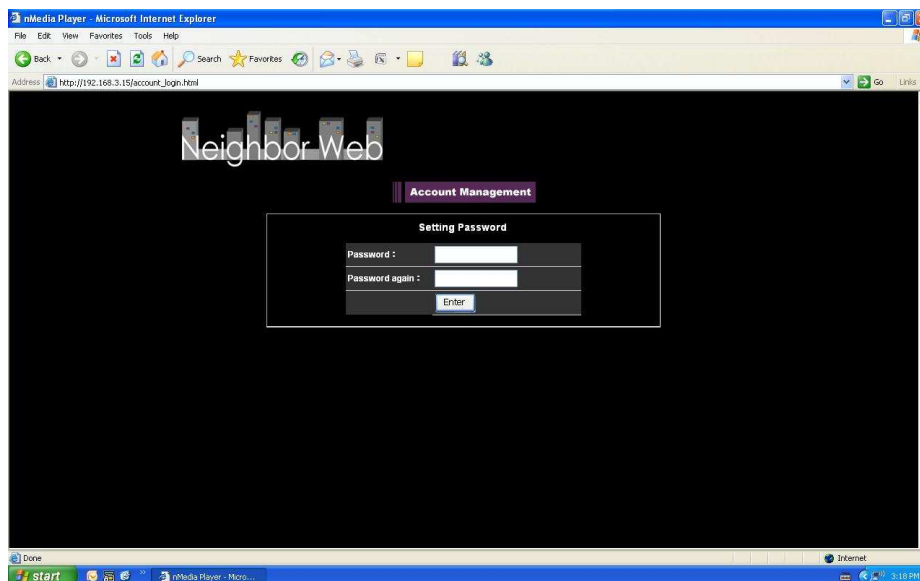 nMedia Player - Microsoft Internet Explorer
File Edit View Favorites Tools Help
Back Search Favorites
Address http://192.168.3.15/account_login.html Go Links
Neighbor Web
Account Management
Setting Password
Password :
Password again :
Enter
Done Internet
start nMedia Player - Micro... 3:18 PM